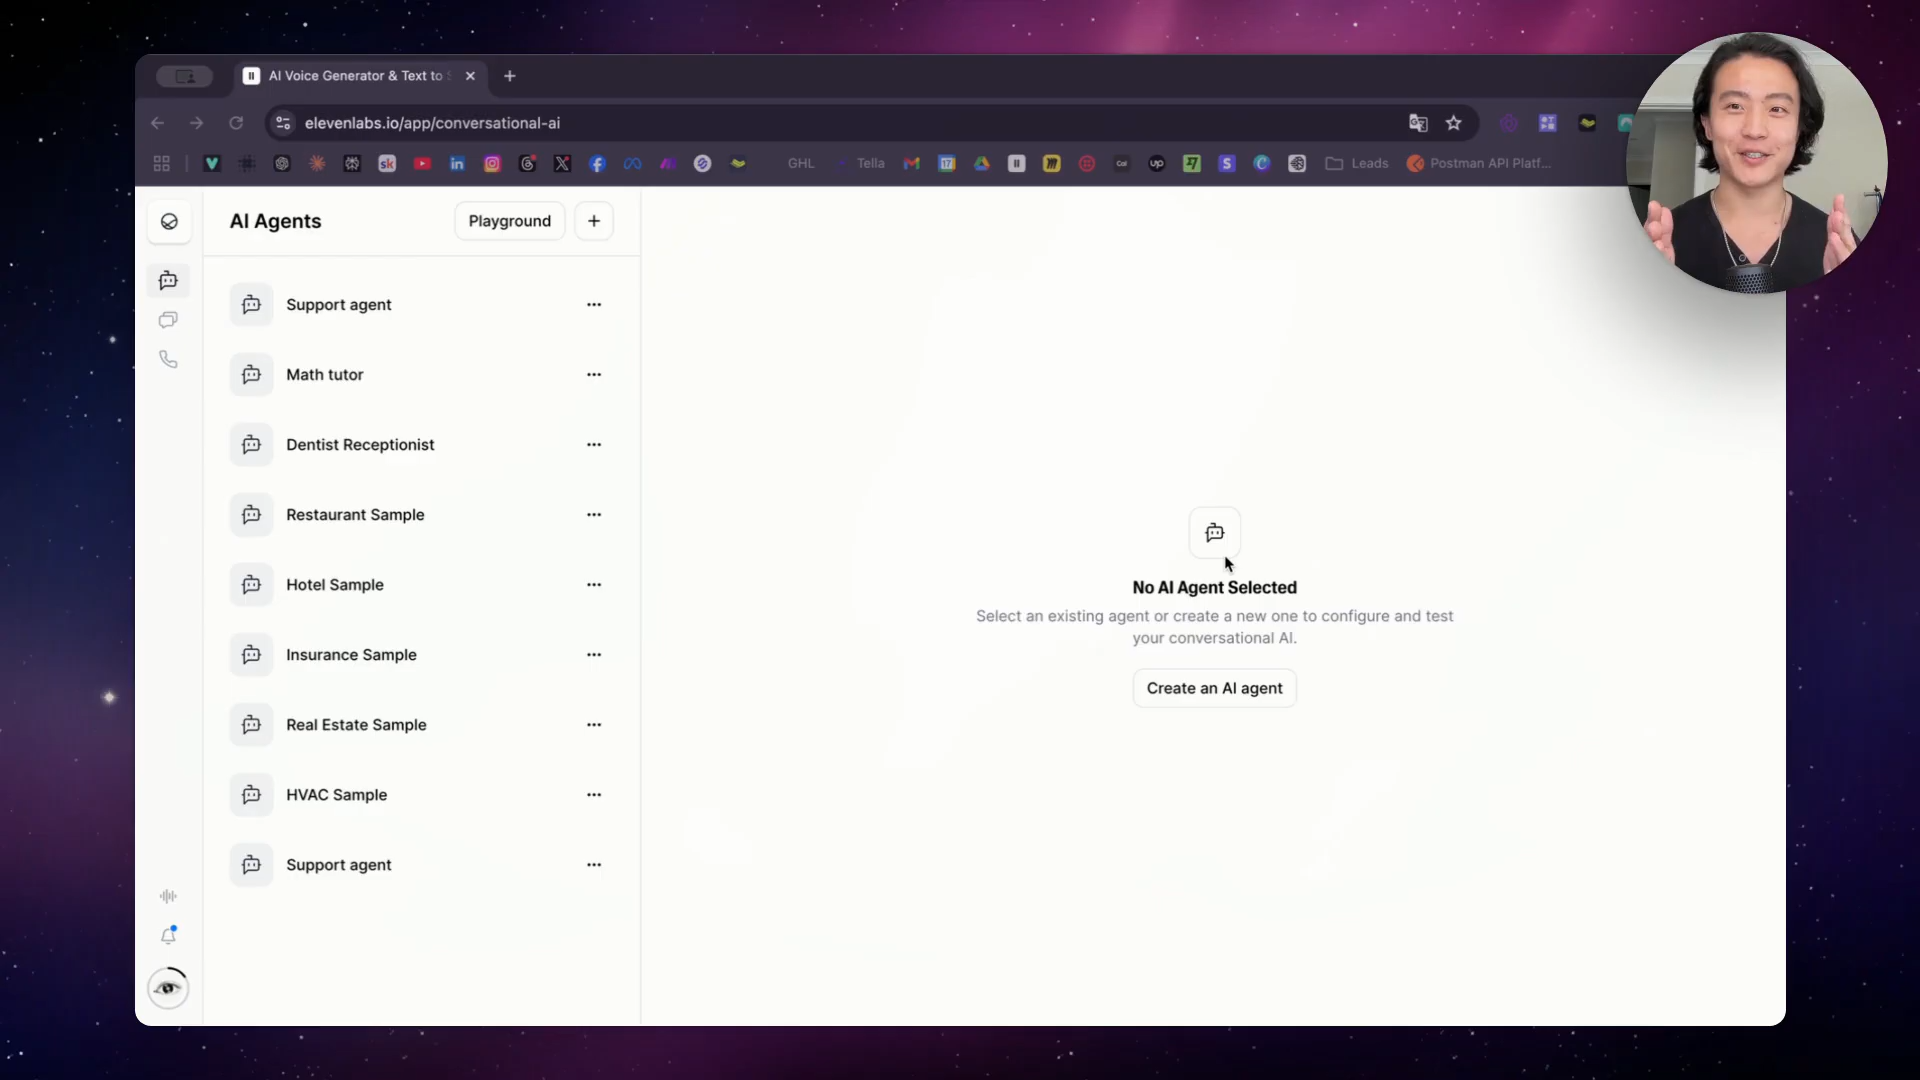 AI Voice Generator & Text to S
elevenlabs.io/app/conversational-ai
GHL
Tella
Leads
Postman API Platf...
AI Agents
Playground
Support agent
Math tutor
Dentist Receptionist
Restaurant Sample
Hotel Sample
Insurance Sample
Real Estate Sample
HVAC Sample
Support agent
No AI Agent Selected
Select an existing agent or create a new one to configure and test
your conversational AI.
Create an AI agent